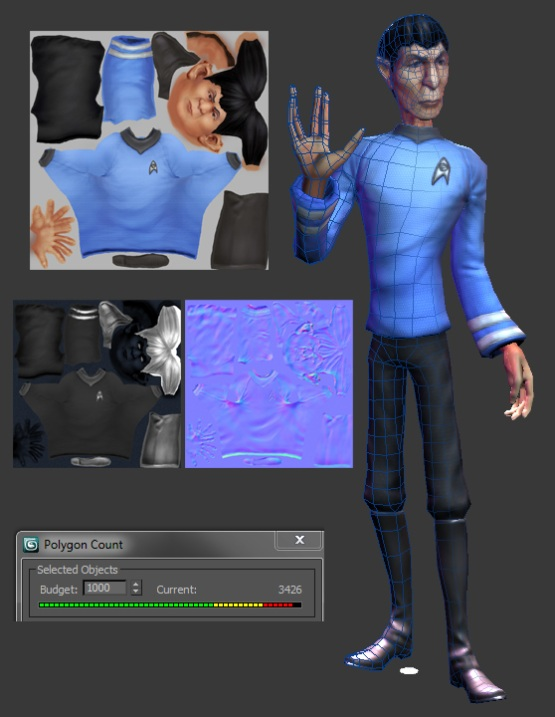 Polygon Count
Selected Objects
Budget: 1000 Current: 3426